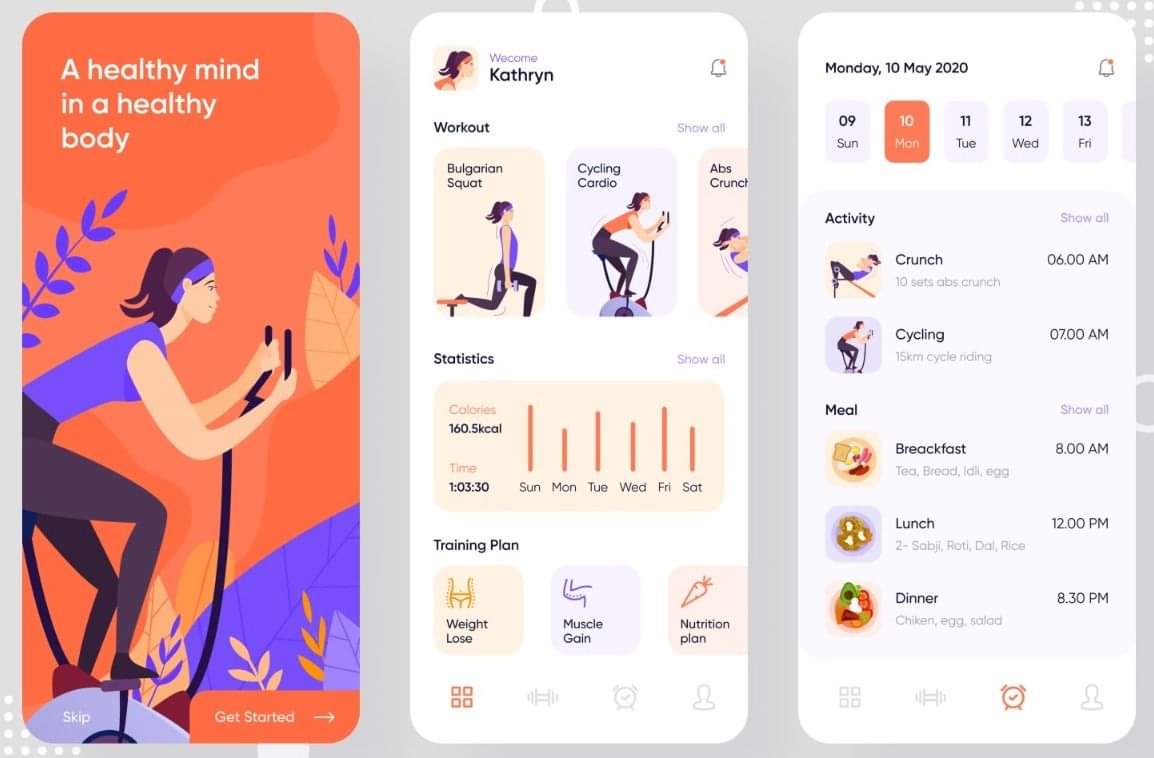 A healthy mind
in a healthy
body
Skip
Get Started
Wecome
Kathryn
Workout
Show all
Bulgarian
Squat
Cycling
Cardio
Abs
Crunch
Statistics
Show all
Calories
160.5kcal
Time
1:03:30
Sun Mon Tue Wed Fri Sat
Training Plan
Weight
Lose
Muscle
Gain
Nutrition
plan
Monday, 10 May 2020
09 10 11 12 13
Sun Mon Tue Wed Fri
Activity
Show all
Crunch
06.00 AM
10 sets abs crunch
Cycling
07.00 AM
15km cycle riding
Meal
Show all
Breackfast
8.00 AM
Tea, Bread, Idli, egg
Lunch
12.00 PM
2- Sabji, Roti, Dal, Rice
Dinner
8.30 PM
Chiken, egg, salad